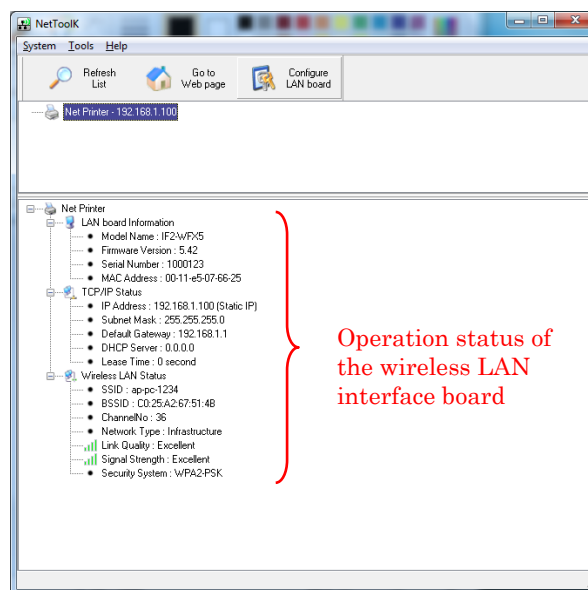 NetToolK
System Tools Help
Refresh List
Go to Web page
Configure LAN board
Net Printer - 192.168.1.100
Net Printer
LAN board Information
Model Name : IF2-WFX5
Firmware Version : 5.42
Serial Number : 1000123
MAC Address : 00-11-e5-07-66-25
TCP/IP Status
IP Address : 192.168.1.100 (Static IP)
Subnet Mask : 255.255.255.0
Default Gateway : 192.168.1.1
DHCP Server : 0.0.0.0
Lease Time : 0 second
Wireless LAN Status
SSID : ap-pc-1234
BSSID : C0:25:A2:67:51:4B
ChannelNo : 36
Network Type : Infrastructure
Link Quality : Excellent
Signal Strength : Excellent
Security System : WPA2-PSK
Operation status of
the wireless LAN
interface board